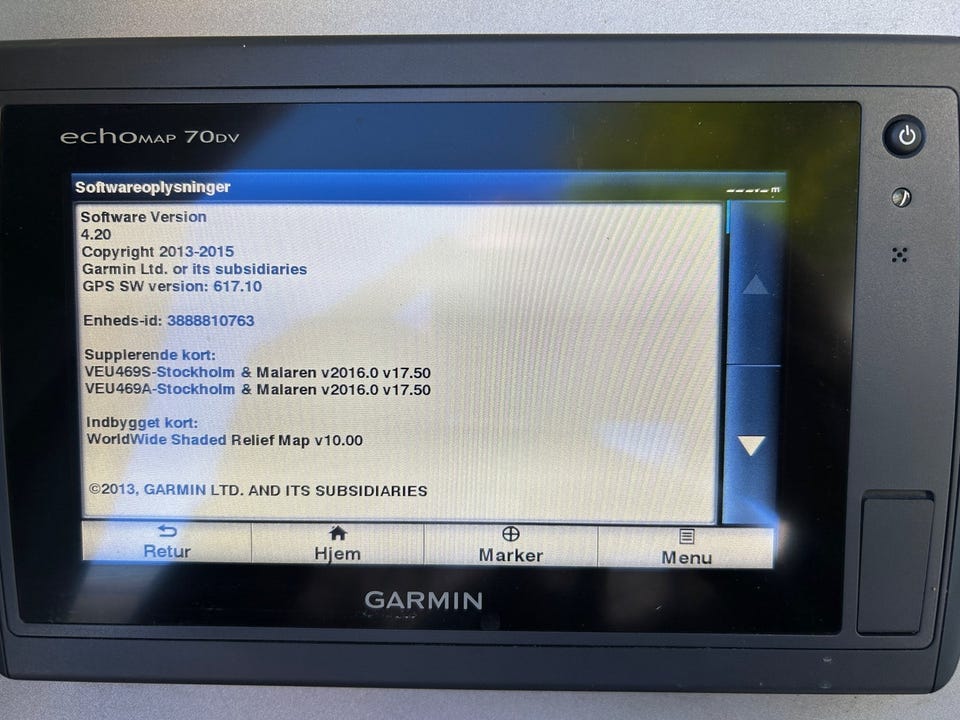 echoMAP 70DV
Softwareoplysninger
m
Software Version
4.20
Copyright 2013-2015
Garmin Ltd. or its subsidiaries
GPS SW version: 617.10
Enheds-id: 3888810763
Supplerende kort:
VEU469S-Stockholm & Malaren v2016.0 v17.50
VEU469A-Stockholm & Malaren v2016.0 v17.50
Indbygget kort:
WorldWide Shaded Relief Map v10.00
©2013, GARMIN LTD. AND ITS SUBSIDIARIES
Retur Hjem Marker Menu
GARMIN